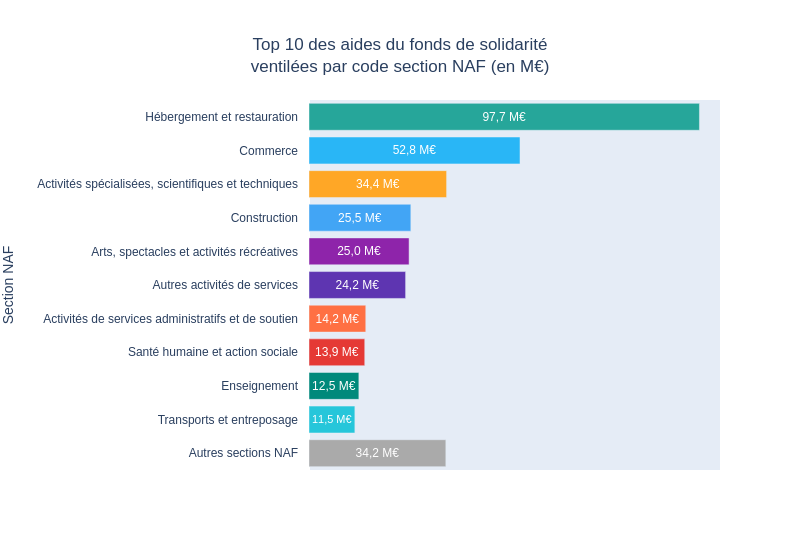 Top 10 des aides du fonds de solidarité
ventilées par code section NAF (en M€)
Section NAF
Hébergement et restauration 97,7 M€
Commerce 52,8 M€
Activités spécialisées, scientifiques et techniques 34,4 M€
Construction 25,5 M€
Arts, spectacles et activités récréatives 25,0 M€
Autres activités de services 24,2 M€
Activités de services administratifs et de soutien 14,2 M€
Santé humaine et action sociale 13,9 M€
Enseignement 12,5 M€
Transports et entreposage 11,5 M€
Autres sections NAF 34,2 M€